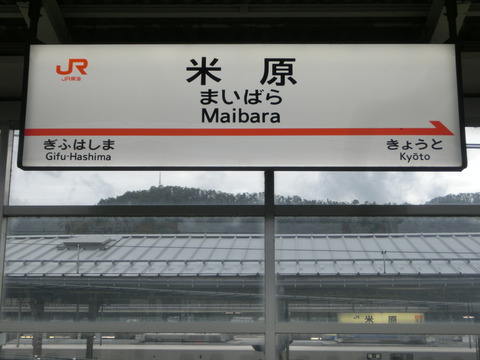 JR
JR東海
米原
まいばら
Maibara
ぎふはしま
Gifu-Hashima
きょうと
Kyōto
JR 米原